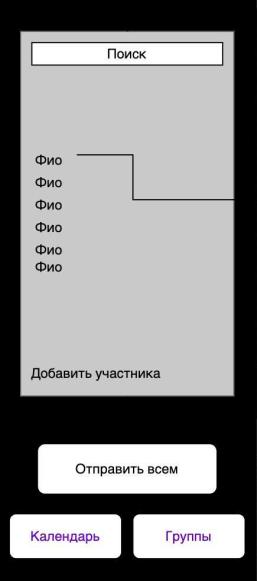 Поиск
Фио
Фио
Фио
Фио
Фио
Фио
Добавить участника
Отправить всем
Календарь
Группы